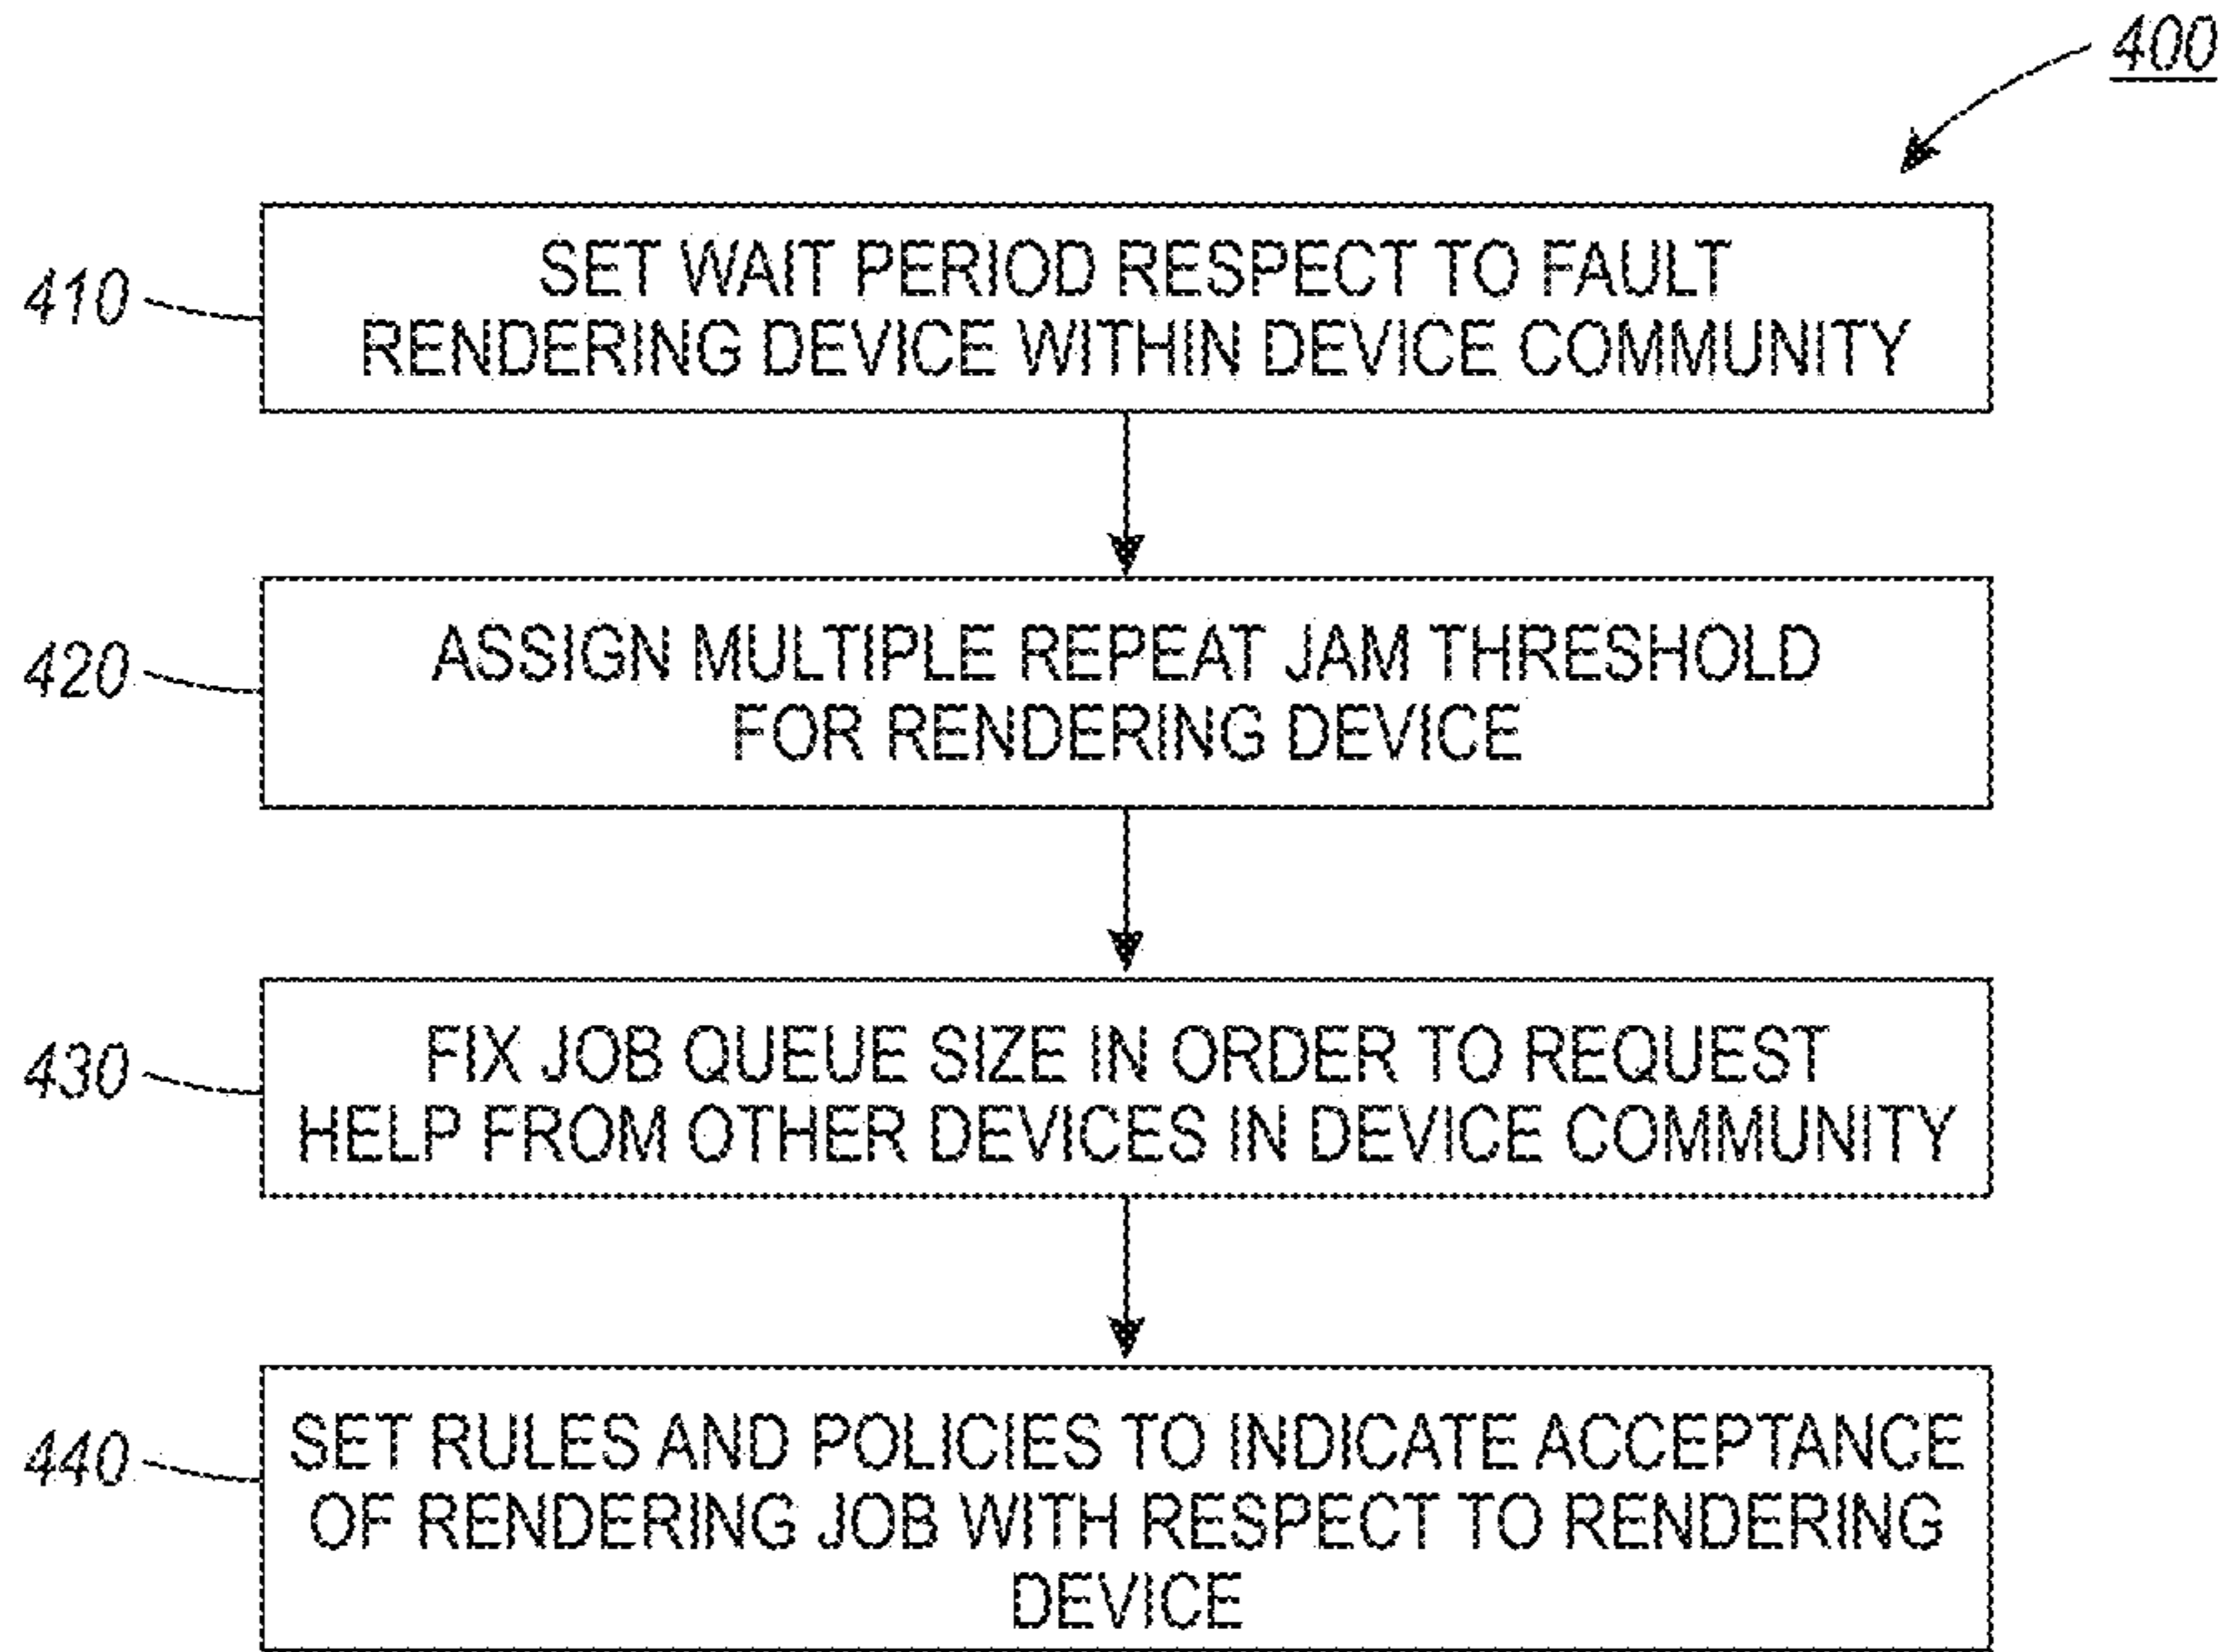 400
410
SET WAIT PERIOD RESPECT TO FAULT
RENDERING DEVICE WITHIN DEVICE COMMUNITY
420
ASSIGN MULTIPLE REPEAT JAM THRESHOLD
FOR RENDERING DEVICE
430
FIX JOB QUEUE SIZE IN ORDER TO REQUEST
HELP FROM OTHER DEVICES IN DEVICE COMMUNITY
440
SET RULES AND POLICIES TO INDICATE ACCEPTANCE
OF RENDERING JOB WITH RESPECT TO RENDERING
DEVICE